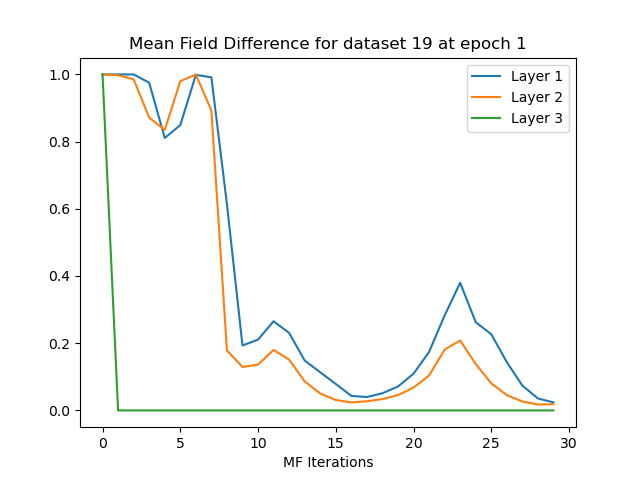 Mean Field Difference for dataset 19 at epoch 1
Layer 1
Layer 2
Layer 3
1.0
0.8
0.6
0.4
0.2
0.0
0
5
10
15
20
25
30
MF Iterations